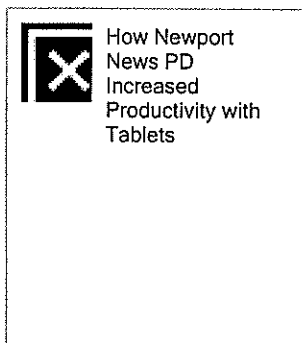 How Newport
News PD
Increased
Productivity with
Tablets